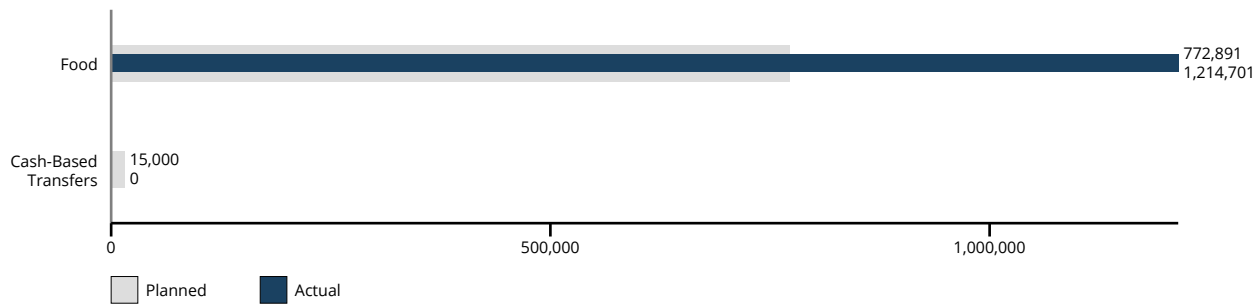 Food
772,891
1,214,701
Cash-Based
Transfers
15,000
0
0
500,000
1,000,000
Planned
Actual